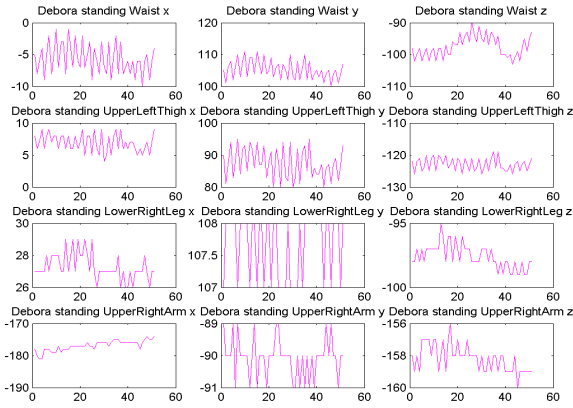 Debora standing Waist x
Debora standing Waist y
Debora standing Waist z
0
-5
-10
0 20 40 60
120
110
100
0 20 40 60
-90
-100
-110
0 20 40 60
Debora standing UpperLeftThigh x
Debora standing UpperLeftThigh y
Debora standing UpperLeftThigh z
10
5
0
0 20 40 60
100
90
80
0 20 40 60
-110
-120
-130
0 20 40 60
Debora standing LowerRightLeg x
Debora standing LowerRightLeg y
Debora standing LowerRightLeg z
30
28
26
0 20 40 60
108
107.5
107
0 20 40 60
-95
-100
0 20 40 60
Debora standing UpperRightArm x
Debora standing UpperRightArm y
Debora standing UpperRightArm z
-170
-180
-190
0 20 40 60
-89
-90
-91
0 20 40 60
-156
-158
-160
0 20 40 60